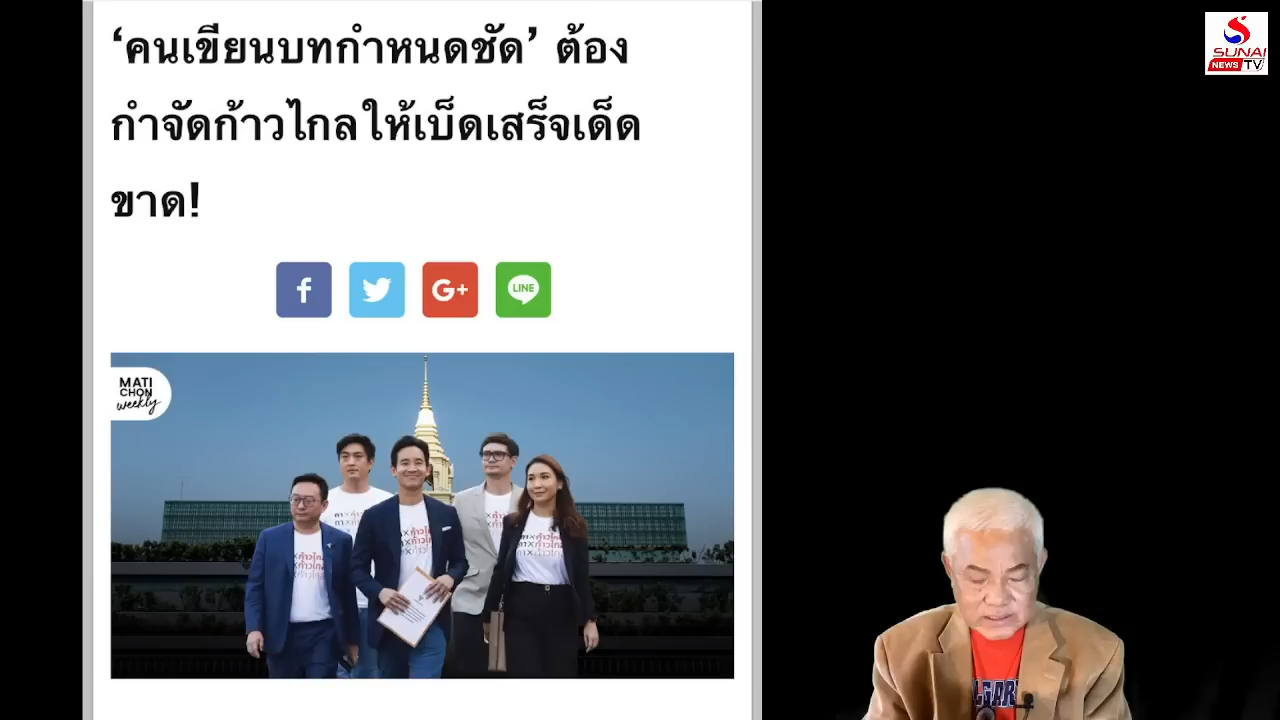 ‘คนเขียนบทกำหนดชัด’ ต้อง
กำจัดก้าวไกลให้เบ็ดเสร็จเด็ด
ขาด!
f
G+
LINE
MATI
CHON
weekly
SUNAI
NEWS TV